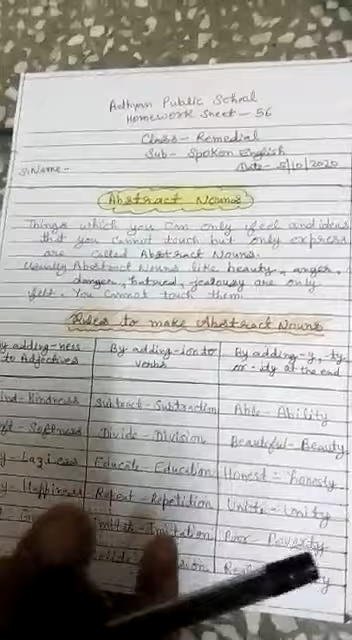 Adhyan Public School
Homework Sheet - 56
Class - Remedial
Sub - Spoken English
S.Name - Date - 5/10/2020
Abstract Nouns
Things which you can only feel and ideas
that you cannot touch but only express
are called Abstract Nouns.
Usually Abstract Nouns like beauty, anger,
danger, hatred, jealousy are only
felt. You cannot touch them
Rules to make Abstract Nouns
adding -ness By adding -ion to By adding -y, -ty
to Adjectives verbs or -ity at the end
Kindness Subtract - Subtraction Able - Ability
Softness Divide - Division Beautiful - Beauty
Laziness Educate - Education Honest - honesty
Happiness Repeat - Repetition Unite - Unity
Imitation Poor - Poverty